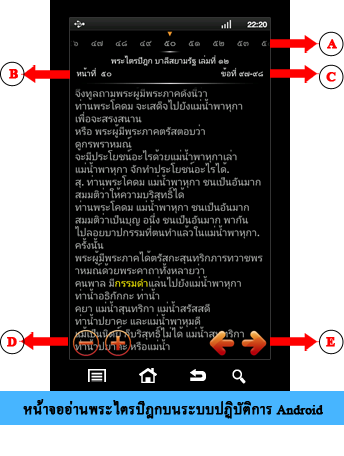 22:20
๖ ๔๗ ๔๘ ๔๙ ๕๐ ๕๑ ๕๒ ๕๓ ๕
A
พระไตรปิฎก บาลีสยามรัฐ เล่มที่ ๑๒
B
หน้าที่ ๕๐
ข้อที่ ๙๗-๙๘
C
จึงทูลถามพระผู้มีพระภาคดังนี้ว่า
ท่านพระโคดม จะเสด็จไปยังแม่น้ำพาหุกา
เพื่อจะสรงสนาน
หรือ พระผู้มีพระภาคตรัสตอบว่า
ดูกรพราหมณ์
จะมีประโยชน์อะไรด้วยแม่น้ำพาหุกาเล่า
แม่น้ำพาหุกา จักทำประโยชน์อะไรได้.
สุ. ท่านพระโคดม แม่น้ำพาหุกา ชนเป็นอันมาก
สมมติว่าให้ความบริสุทธิ์ได้
ท่านพระโคดม แม่น้ำพาหุกา ชนเป็นอันมาก
สมมติว่าเป็นบุญ อนึ่ง ชนเป็นอันมาก พากัน
ไปลอยบาปกรรมที่ตนทำแล้วในแม่น้ำพาหุกา.
ครั้งนั้น
พระผู้มีพระภาคได้ตรัสกะสุนทริกภารทวาชพร
าหมณ์ด้วยพระคาถาทั้งหลายว่า
คนพาล มีกรรมดำแล่นไปยังแม่น้ำพาหุกา
ท่าน้ำอธิกักกะ ท่าน้ำ
คยา แม่น้ำสุนทริกา แม่น้ำสรัสสดี
ท่าน้ำปยาคะ และแม่น้ำพาหุมดี
แม้เป็นนิตย์ ก็บริสุทธิ์ไม่ได้ แม่น้ำสุนทริกา
ท่าน้ำปยาคะ หรือแม่น้ำ
D
E
หน้าจออ่านพระไตรปิฎกบนระบบปฏิบัติการ Android